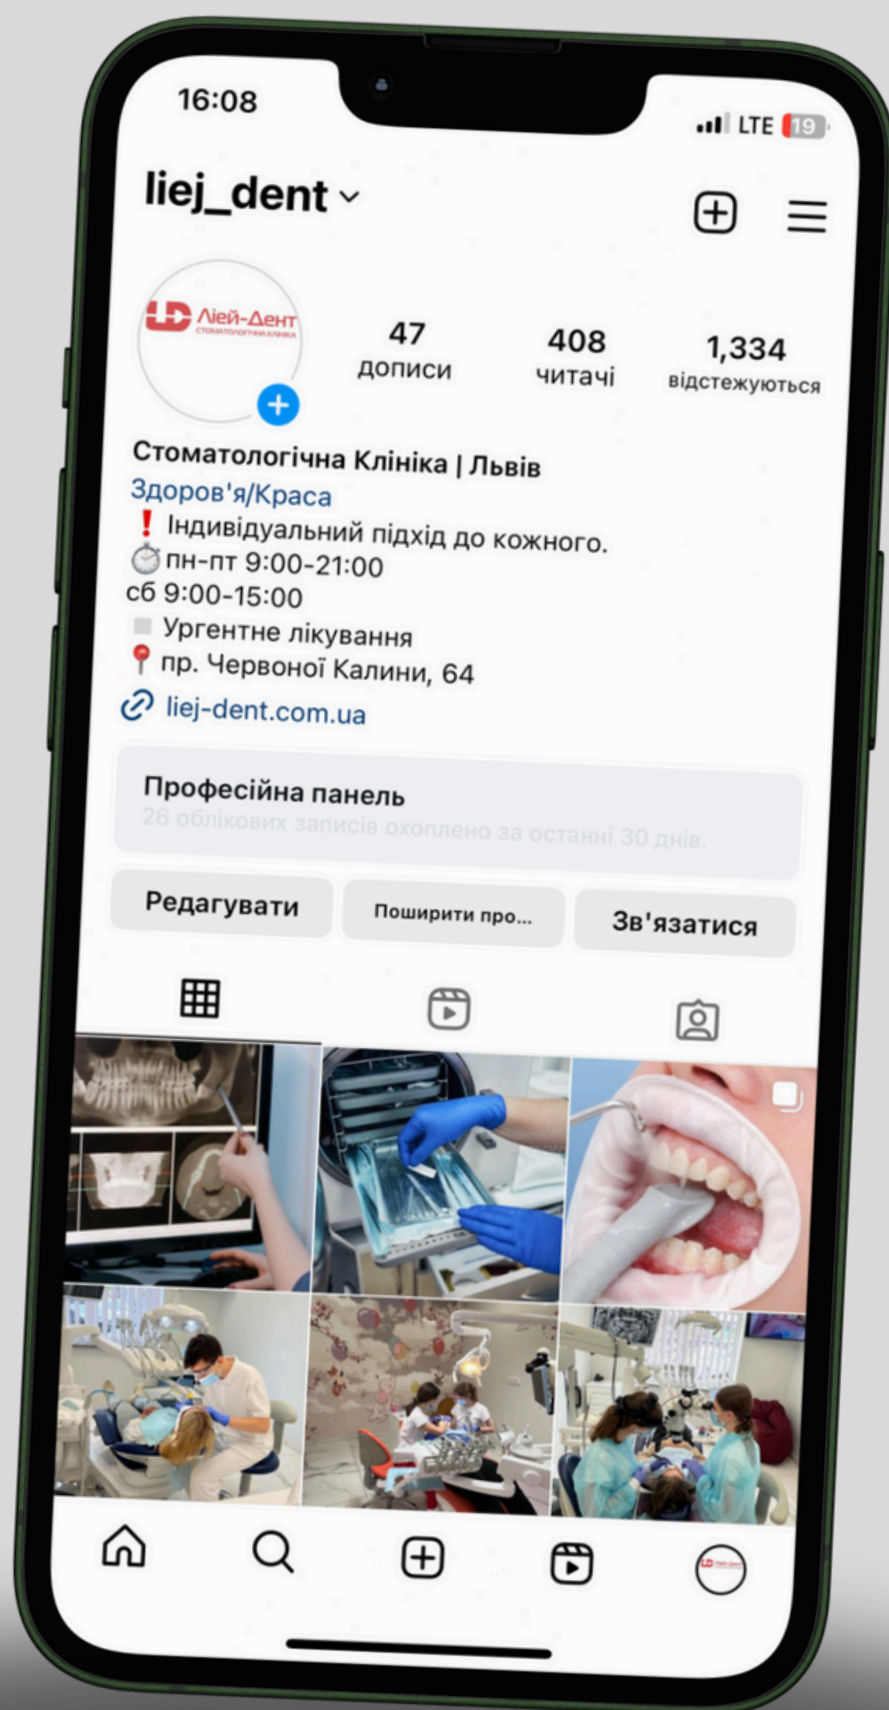 16:08
LTE 19
liej_dent
Лієй-Дент
СТОМАТОЛОГІЧНА КЛІНІКА
47 408 1,334
дописи читачі відстежуються
Стоматологічна Клініка | Львів
Здоров'я/Краса
❗ Індивідуальний підхід до кожного.
⏱пн-пт 9:00-21:00
сб 9:00-15:00
◽ Ургентне лікування
📍 пр. Червоної Калини, 64
liej-dent.com.ua
Професійна панель
26 облікових записів охоплено за останні 30 днів.
Редагувати Поширити про... Зв'язатися